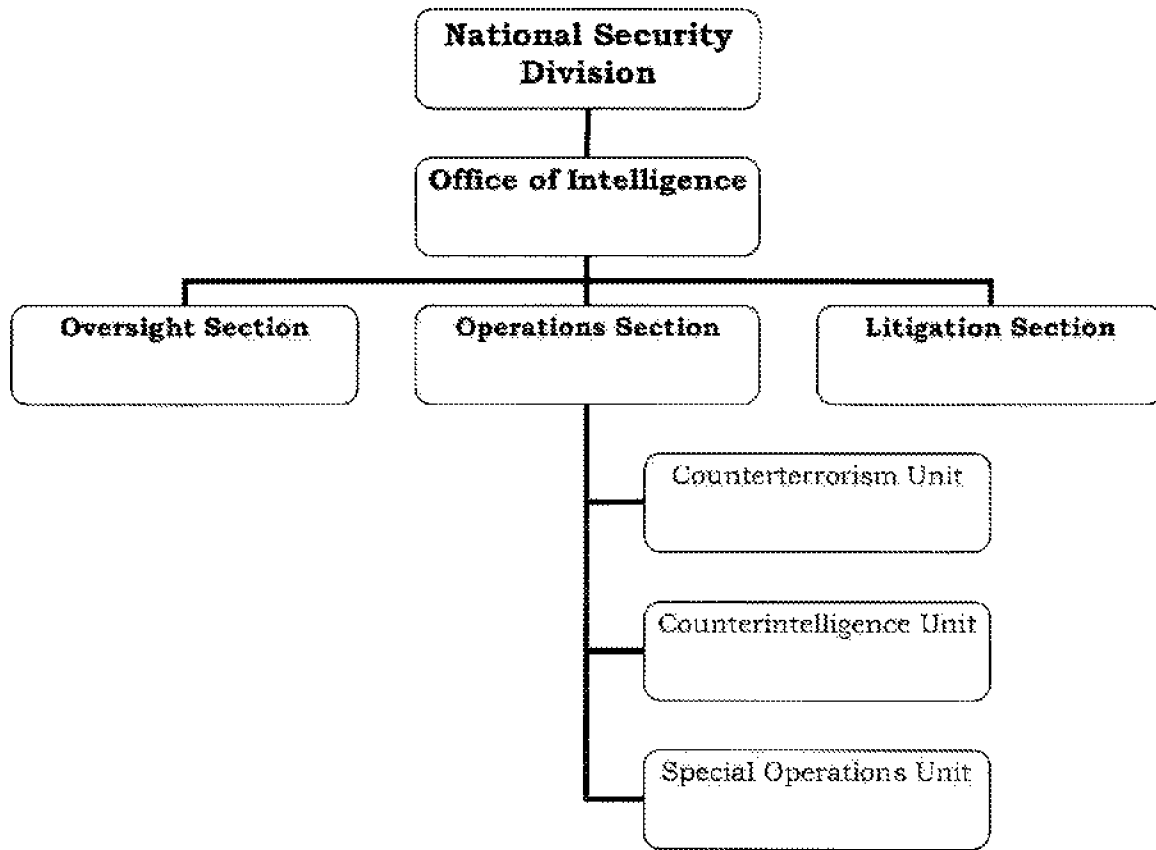 National Security
Division
Office of Intelligence
Oversight Section
Operations Section
Litigation Section
Counterterrorism Unit
Counterintelligence Unit
Special Operations Unit